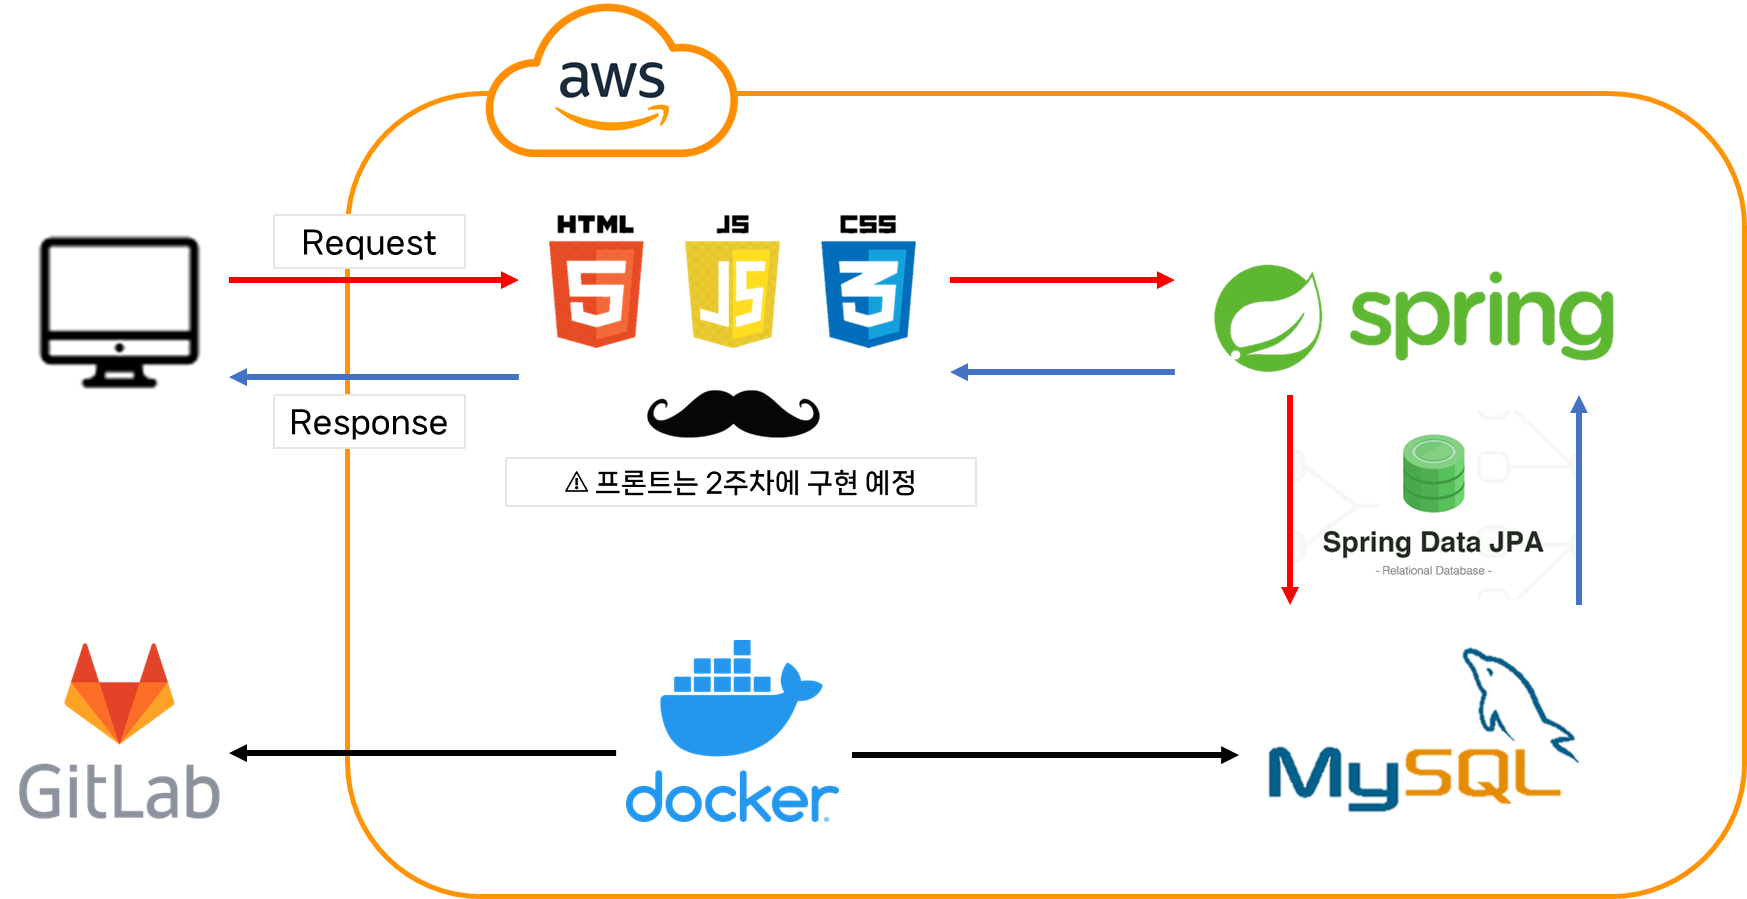 aws
Request
HTML
JS
CSS
5
JS
3
spring
Response
⚠ 프론트는 2주차에 구현 예정
Spring Data JPA
- Relational Database -
GitLab
docker
MySQL